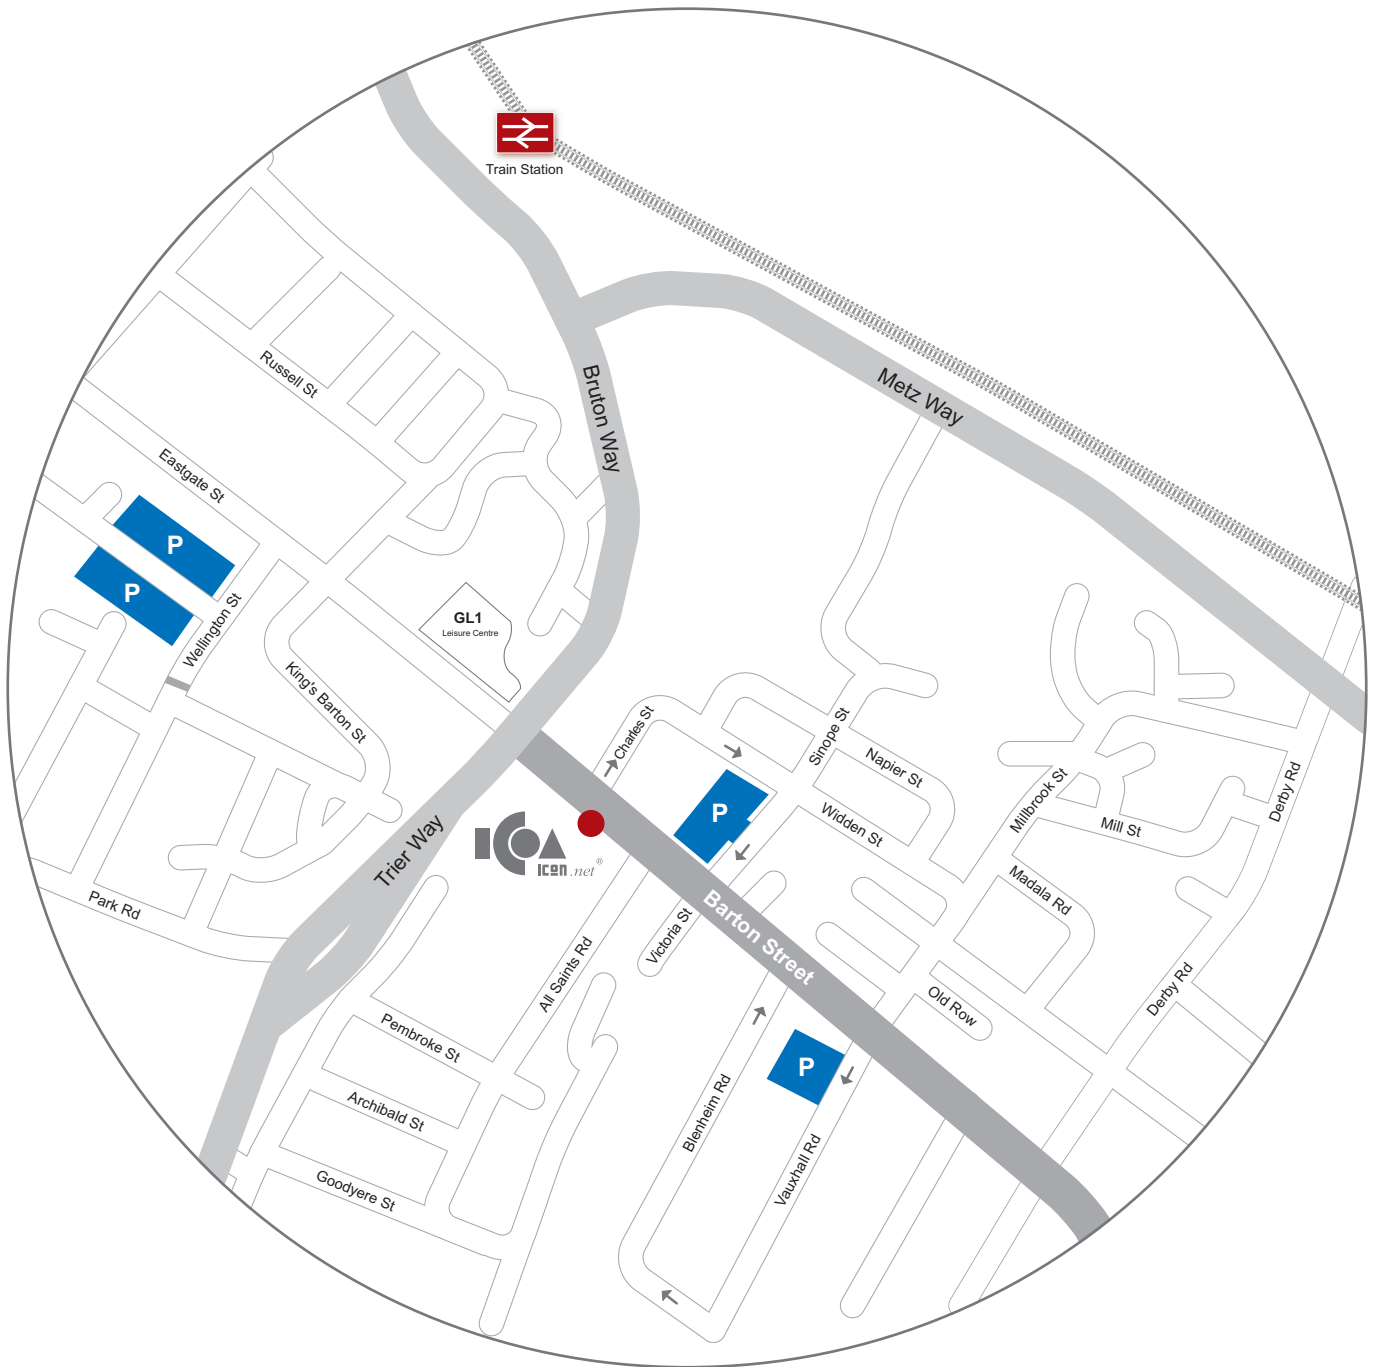 Train Station
Metz Way
Russell St
Bruton Way
Eastgate St
P
P
Wellington St
GL1
Leisure Centre
King's Barton St
Charles St
Sinope St
Napier St
P
Widden St
Millbrook St
Mill St
Derby Rd
Trier Way
ICON.net®
Park Rd
Madala Rd
Barton Street
Victoria St
All Saints Rd
Derby Rd
Old Row
Pembroke St
P
Archibald St
Blenheim Rd
Vauxhall Rd
Goodyere St